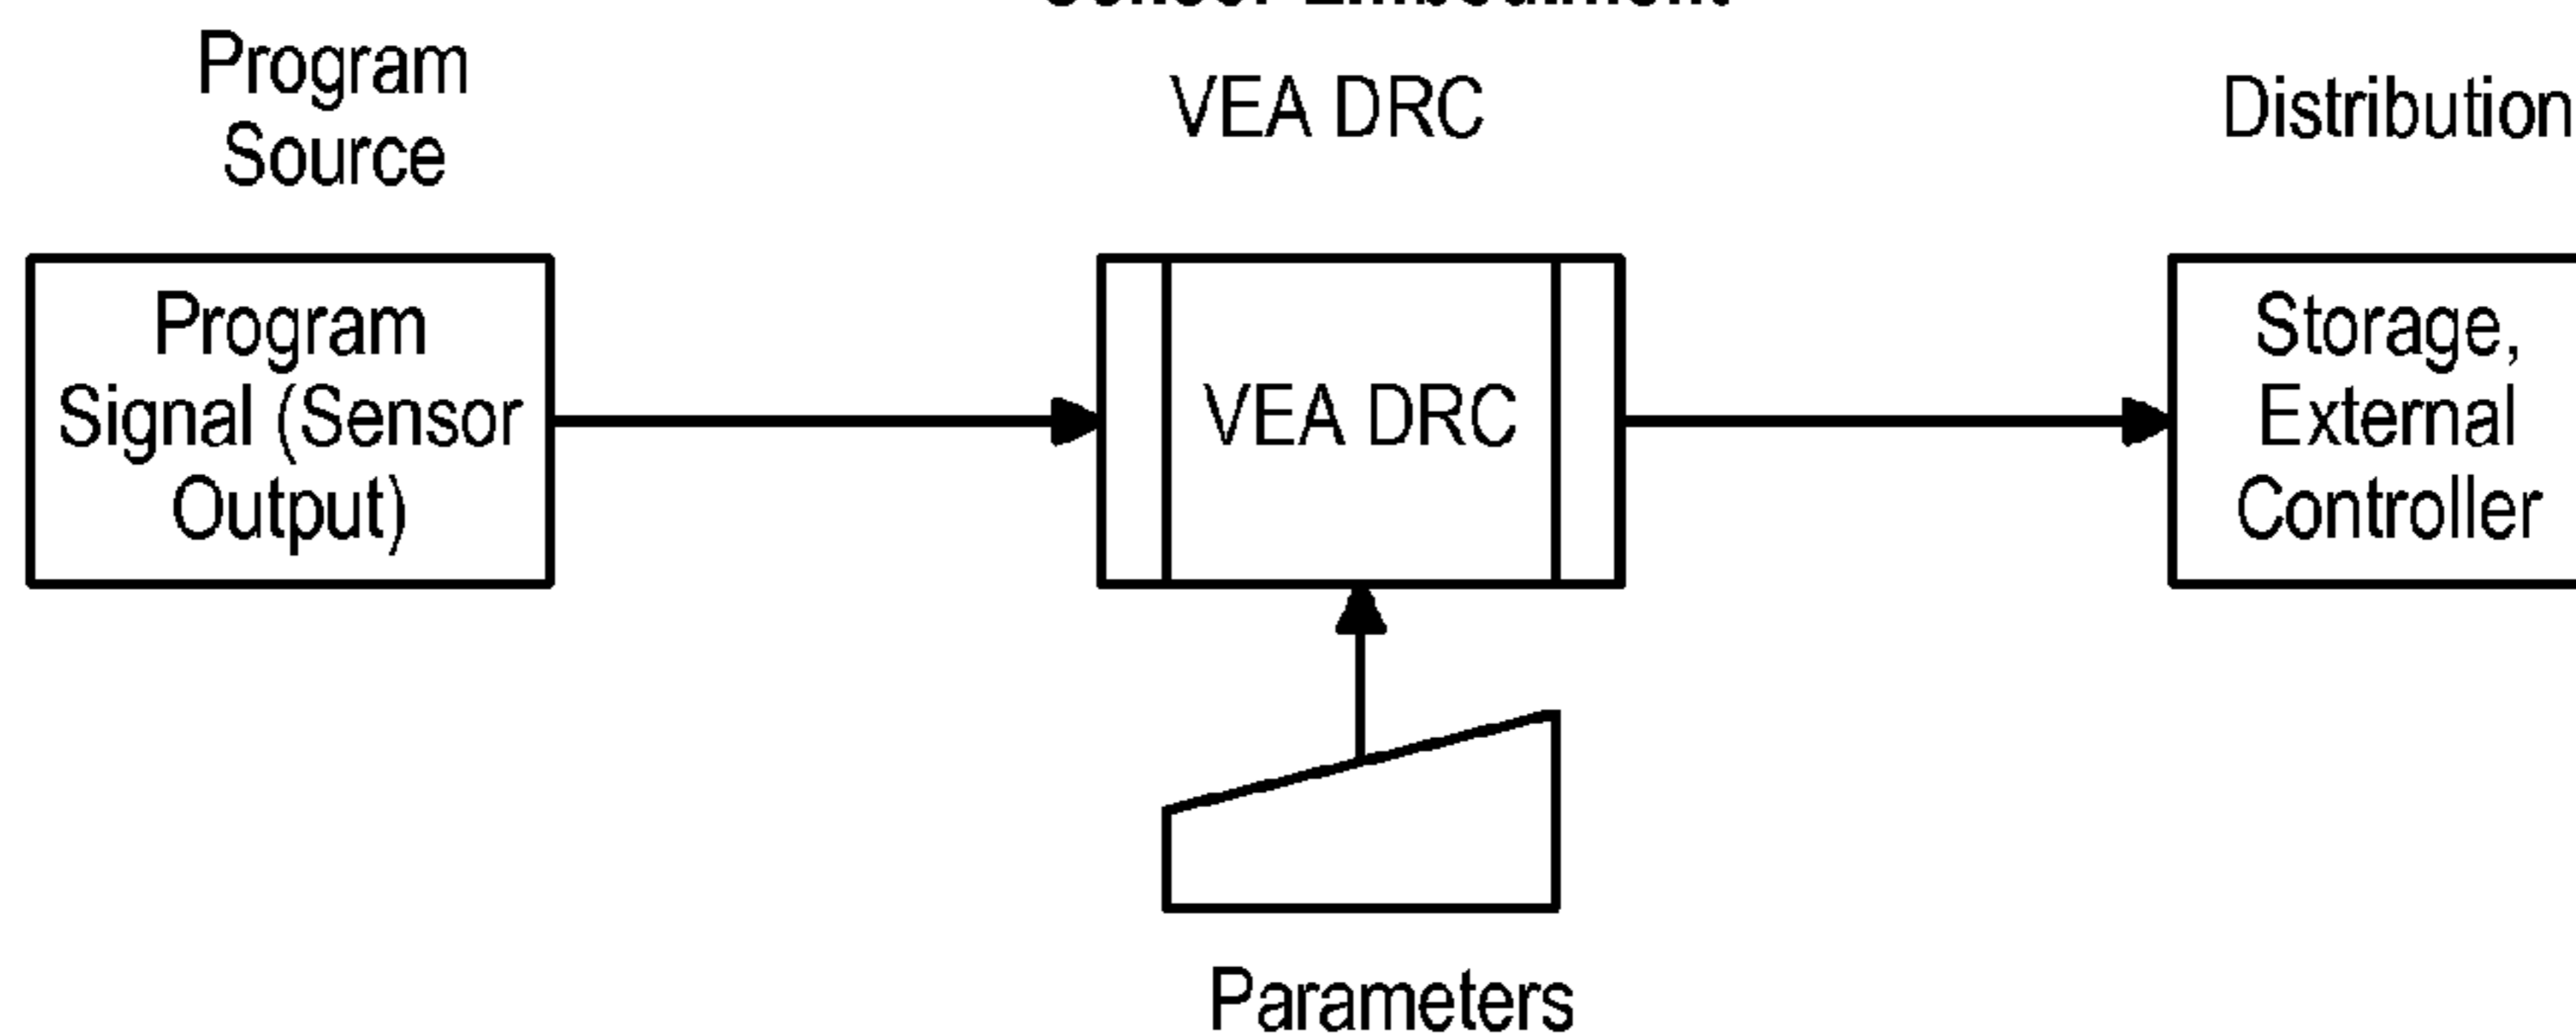 Program
Source
VEA DRC
Distribution
Program
Signal (Sensor
Output)
VEA DRC
Storage,
External
Controller
Parameters